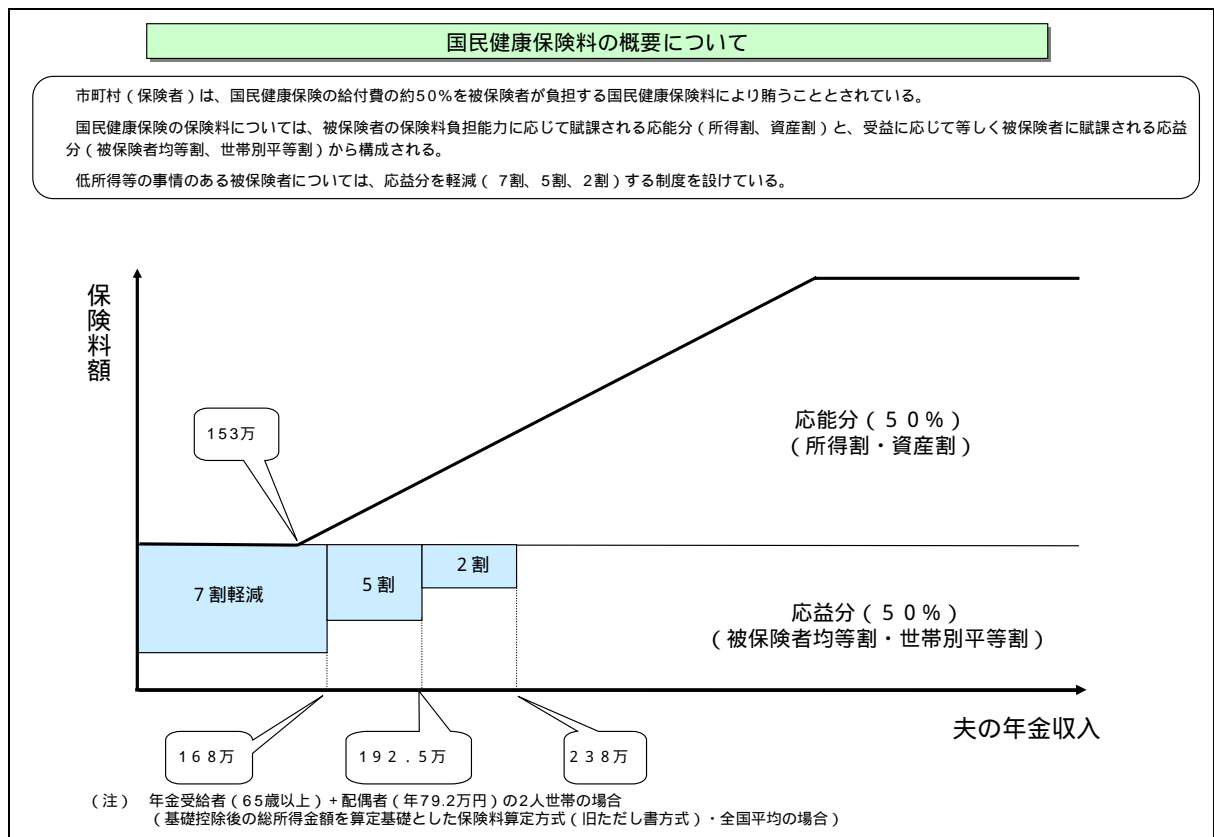 国民健康保険料の概要について
市町村（保険者）は、国民健康保険の給付費の約50%を被保険者が負担する国民健康保険料により賄うこととされている。
国民健康保険の保険料については、被保険者の保険料負担能力に応じて賦課される応能分（所得割、資産割）と、受益に応じて等しく被保険者に賦課される応益
分（被保険者均等割、世帯別平等割）から構成される。
低所得等の事情のある被保険者については、応益分を軽減（ 7割、5割、2割）する制度を設けている。
保険料額
153万
応能分（５０％）
（所得割・資産割）
７割軽減
５割
２割
応益分（５０％）
（被保険者均等割・世帯別平等割）
夫の年金収入
１６８万
１９２．５万
２３８万
（注） 年金受給者（６５歳以上）＋配偶者（年79.2万円）の2人世帯の場合
（基礎控除後の総所得金額を算定基礎とした保険料算定方式（旧ただし書方式）・全国平均の場合）